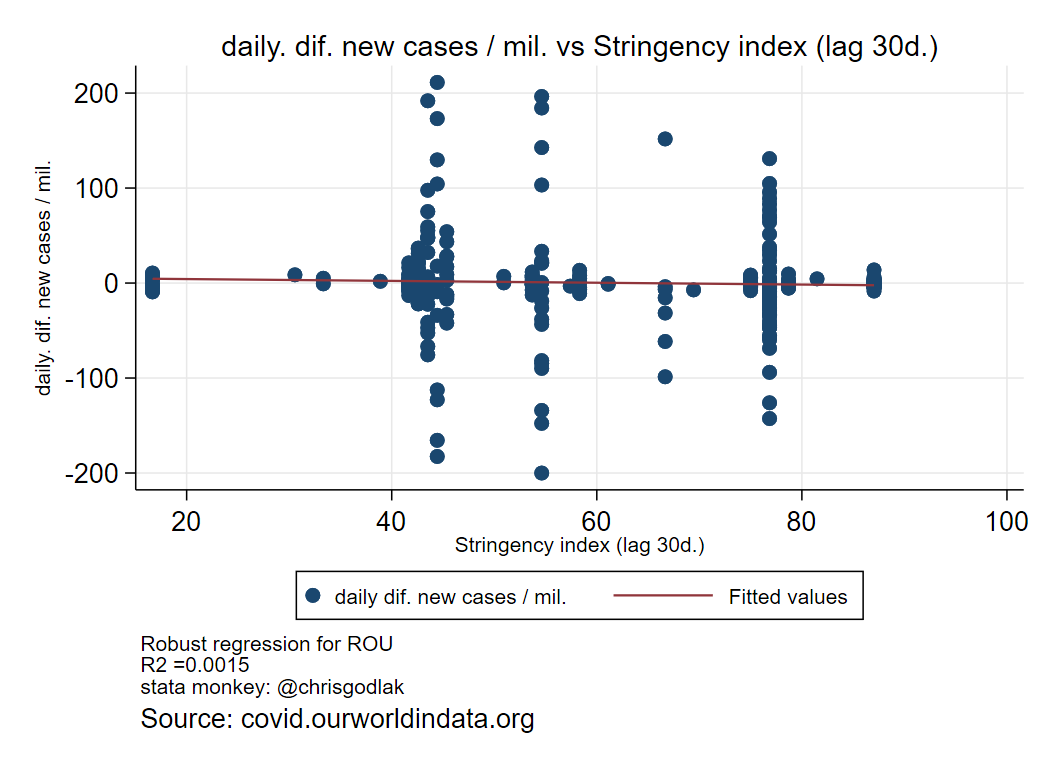 daily. dif. new cases / mil. vs Stringency index (lag 30d.)
daily. dif. new cases / mil.
200
100
0
-100
-200
20 40 60 80 100
Stringency index (lag 30d.)
daily dif. new cases / mil. Fitted values
Robust regression for ROU
R2 =0.0015
stata monkey: @chrisgodlak
Source: covid.ourworldindata.org